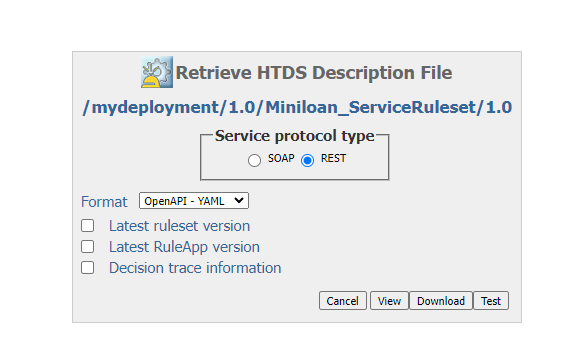 Retrieve HTDS Description File
/mydeployment/1.0/Miniloan_ServiceRuleset/1.0
Service protocol type
SOAP REST
Format OpenAPI - YAML
Latest ruleset version
Latest RuleApp version
Decision trace information
Cancel View Download Test